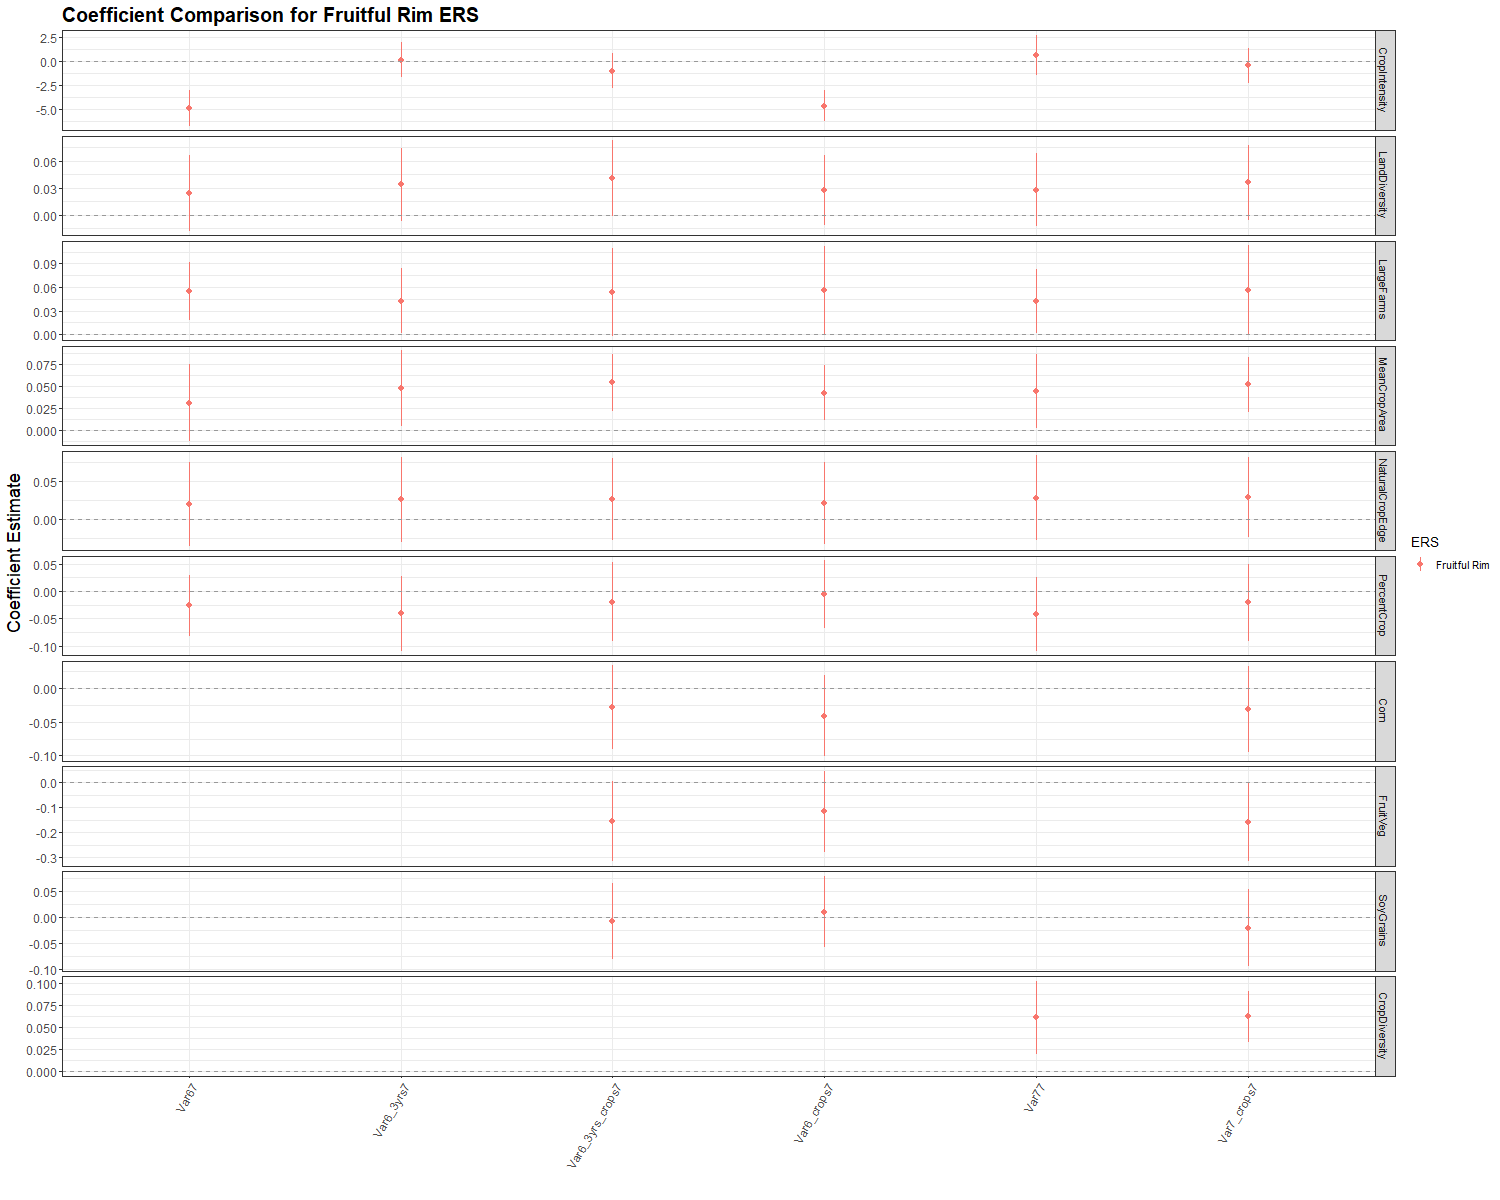 Coefficient Comparison for Fruitful Rim ERS
Coefficient Estimate
2.5
0.0
-2.5
-5.0
CropIntensity
0.06
0.03
0.00
LandDiversity
0.09
0.06
0.03
0.00
LargeFarms
0.075
0.050
0.025
0.000
MeanCropArea
0.05
0.00
NaturalCropEdge
0.05
0.00
-0.05
-0.10
PercentCrop
0.00
-0.05
-0.10
Corn
0.0
-0.1
-0.2
-0.3
FruitVeg
0.05
0.00
-0.05
-0.10
SoyGrains
0.100
0.075
0.050
0.025
0.000
CropDiversity
Var67
Var6_3yrs7
Var6_3yrs_crops7
Var6_crops7
Var77
Var7_crops7
ERS
Fruitful Rim